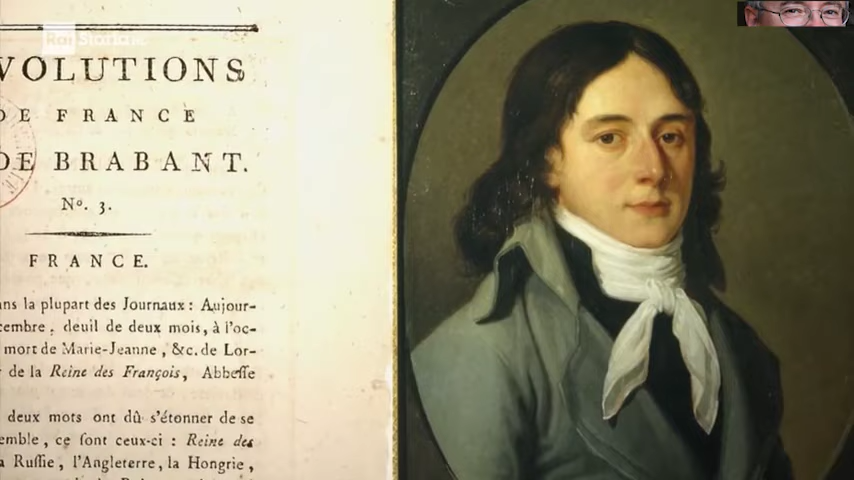 Rai Storia
VOLUTIONS
DE FRANCE
DE BRABANT.
Nº. 3.
FRANCE.
ans la plupart des Journaux : Aujour-
cembre, deuil de deux mois, à l'oc-
mort de Marie-Jeanne, &c. de Lor-
de la Reine des François, Abbeſſe
deux mots ont dû s'étonner de se
emble, ce ſont ceux-ci : Reine des
a Ruſſie, l'Angleterre, la Hongrie,